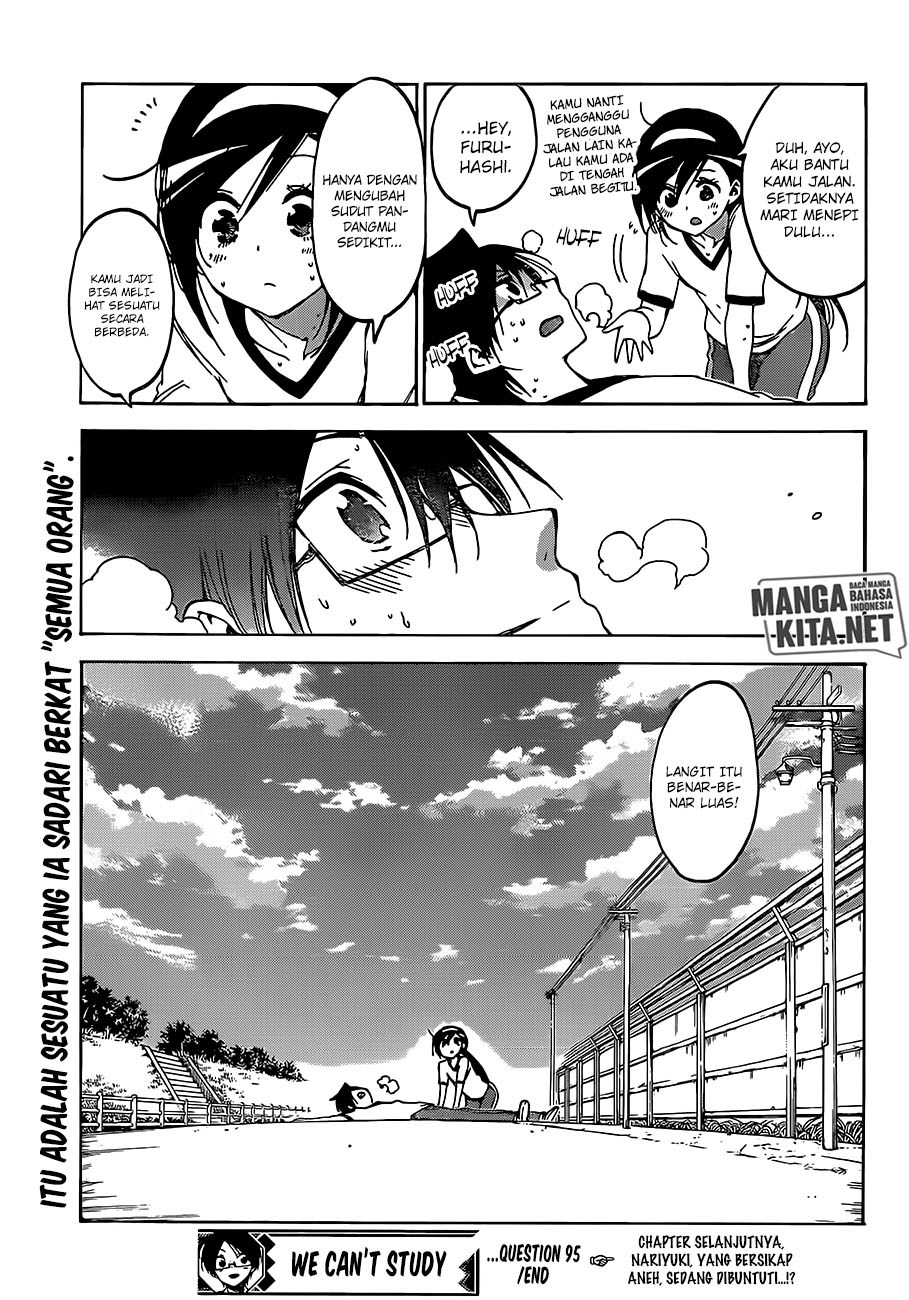 DUH, AYO,
AKU BANTU
KAMU JALAN.
SETIDAKNYA
MARI MENEPI
DULU...
KAMU NANTI
MENGGANGGU
PENGGUNA
JALAN LAIN KA-
LAU KAMU ADA
DI TENGAH
JALAN BEGITU.
...HEY,
FURU-
HASHI.
HUFF
HUFF
HUFF
HANYA DENGAN
MENGUBAH
SUDUT PAN-
DANGMU
SEDIKIT...
KAMU JADI
BISA MELI-
HAT SESUATU
SECARA
BERBEDA.
MANGA
KITA.NET
BACA MANGA
BAHASA
INDONESIA
LANGIT ITU
BENAR-BE-
NAR LUAS!
ITU ADALAH SESUATU YANG IA SADARI BERKAT "SEMUA ORANG".
WE CAN'T STUDY
...QUESTION 95
/END
CHAPTER SELANJUTNYA,
NARIYUKI, YANG BERSIKAP
ANEH, SEDANG DIBUNTUTI...!?